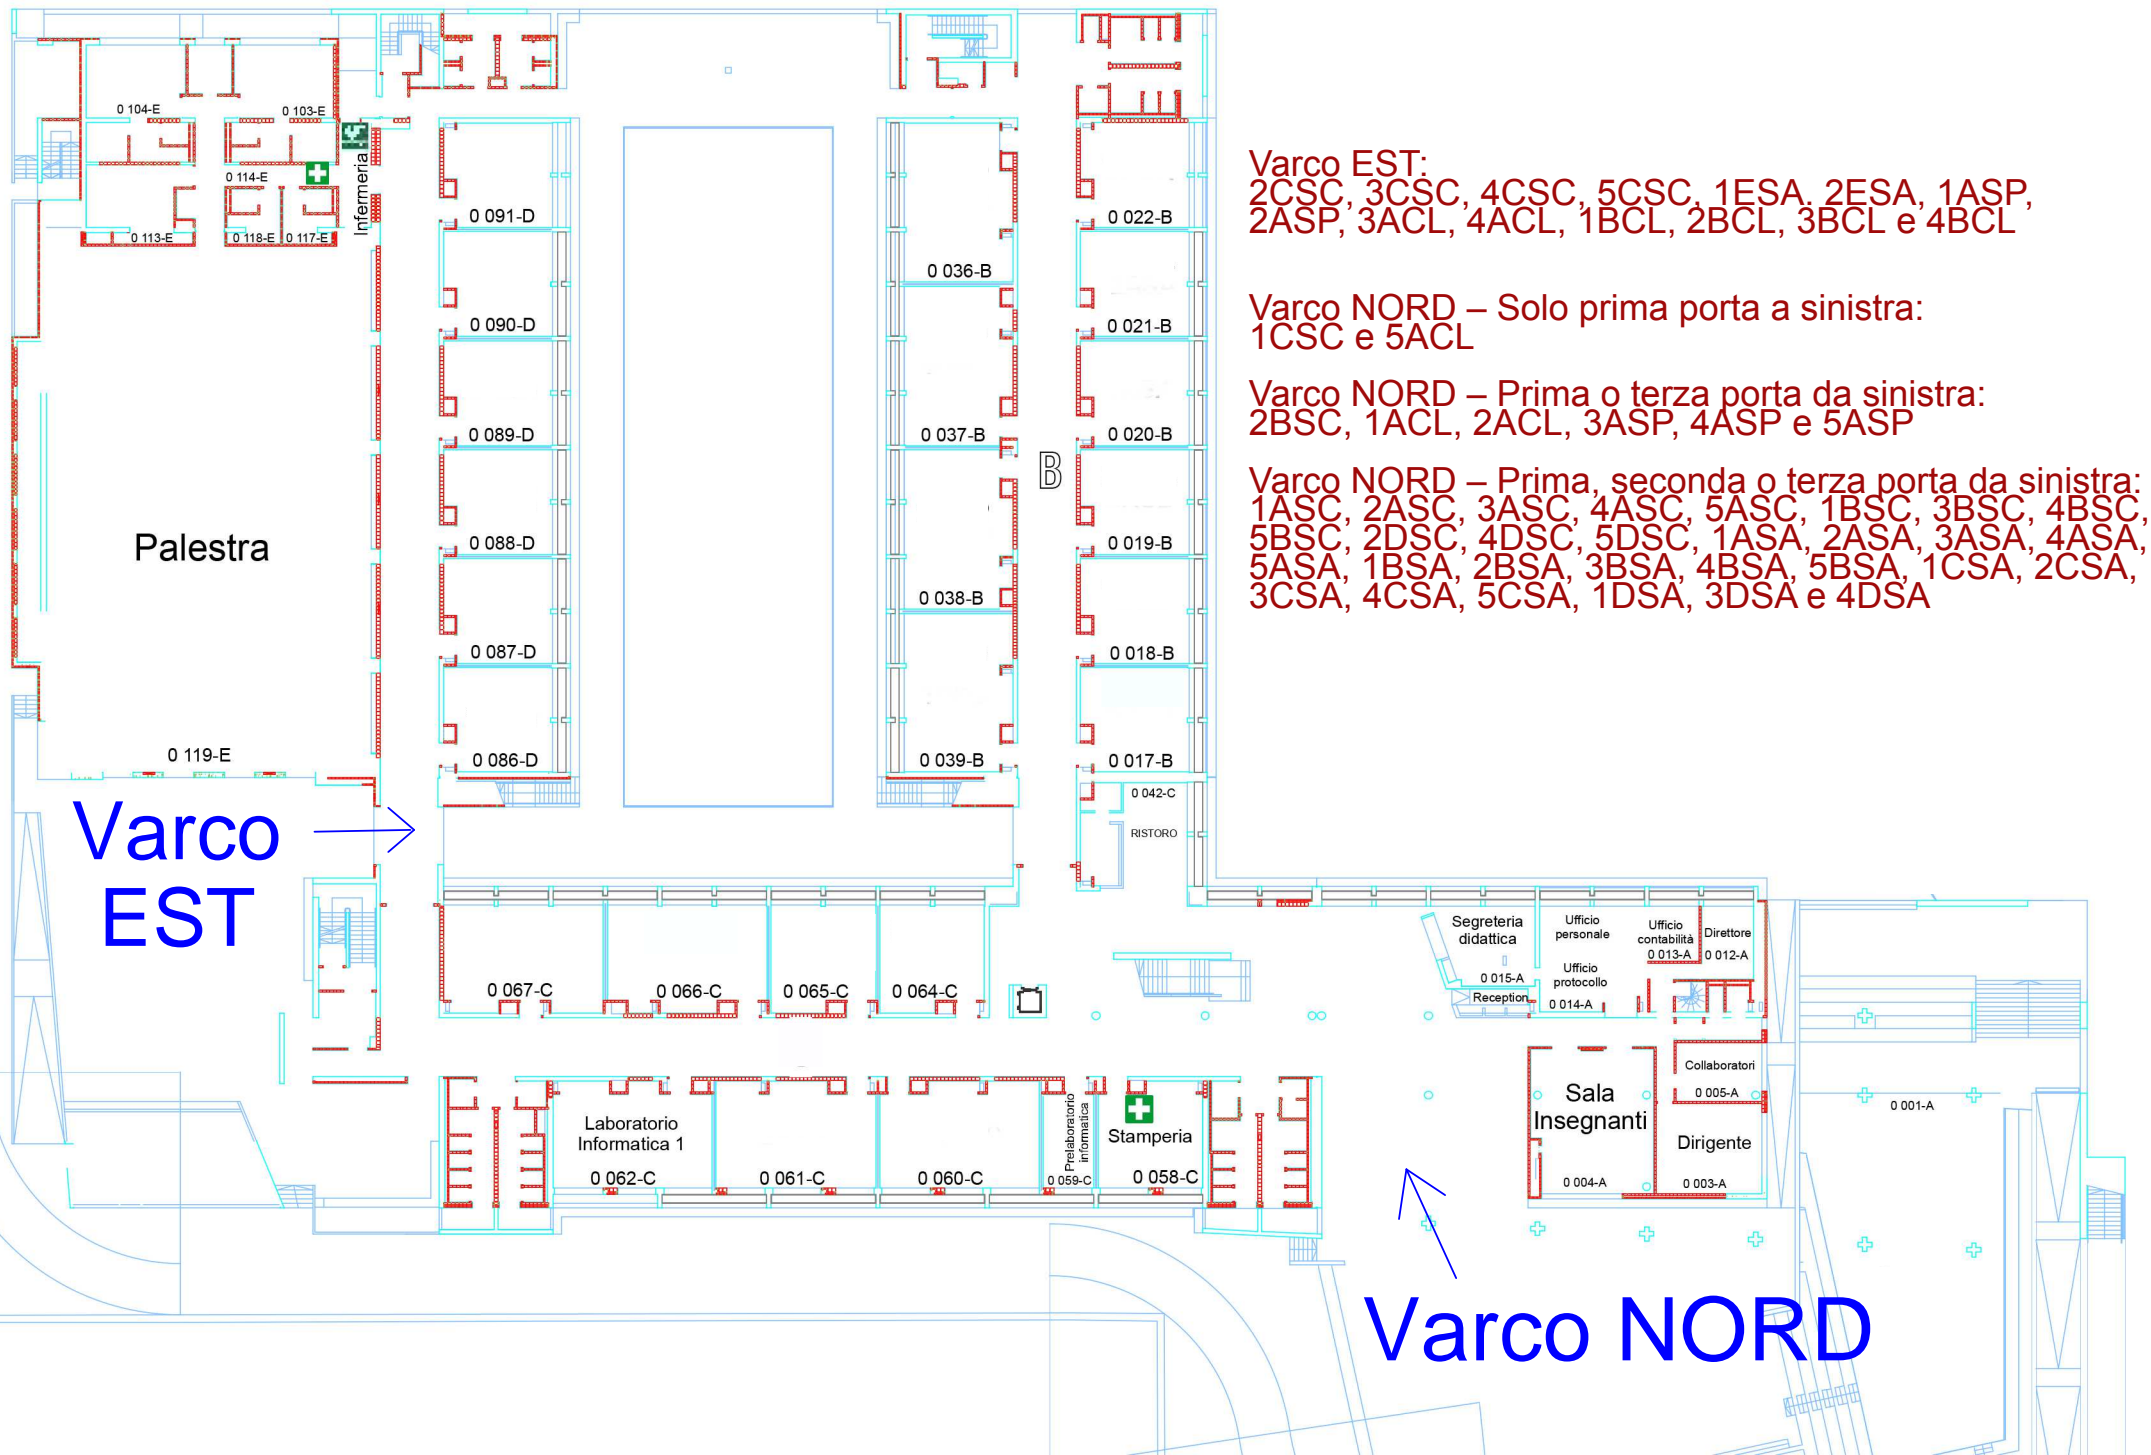 0 104-E
0 103-E
0 114-E
0 113-E
0 118-E
0 117-E
Infermeria
0 091-D
0 090-D
0 089-D
0 088-D
0 087-D
0 086-D
Palestra
0 119-E
0 036-B
0 037-B
0 038-B
0 039-B
B
0 022-B
0 021-B
0 020-B
0 019-B
0 018-B
0 017-B
0 042-C
RISTORO
Varco EST:
2CSC, 3CSC, 4CSC, 5CSC, 1ESA. 2ESA, 1ASP,
2ASP, 3ACL, 4ACL, 1BCL, 2BCL, 3BCL e 4BCL
Varco NORD – Solo prima porta a sinistra:
1CSC e 5ACL
Varco NORD – Prima o terza porta da sinistra:
2BSC, 1ACL, 2ACL, 3ASP, 4ASP e 5ASP
Varco NORD – Prima, seconda o terza porta da sinistra:
1ASC, 2ASC, 3ASC, 4ASC, 5ASC, 1BSC, 3BSC, 4BSC,
5BSC, 2DSC, 4DSC, 5DSC, 1ASA, 2ASA, 3ASA, 4ASA,
5ASA, 1BSA, 2BSA, 3BSA, 4BSA, 5BSA, 1CSA, 2CSA,
3CSA, 4CSA, 5CSA, 1DSA, 3DSA e 4DSA
Varco
EST
0 067-C
0 066-C
0 065-C
0 064-C
Segreteria
didattica
0 015-A
Reception
Ufficio
personale
Ufficio
protocollo
0 014-A
Ufficio
contabilità
0 013-A
Direttore
0 012-A
Laboratorio
Informatica 1
0 062-C
0 061-C
0 060-C
Prelaboratorio
informatica
0 059-C
Stamperia
0 058-C
Sala
Insegnanti
0 004-A
Collaboratori
0 005-A
Dirigente
0 003-A
0 001-A
Varco NORD